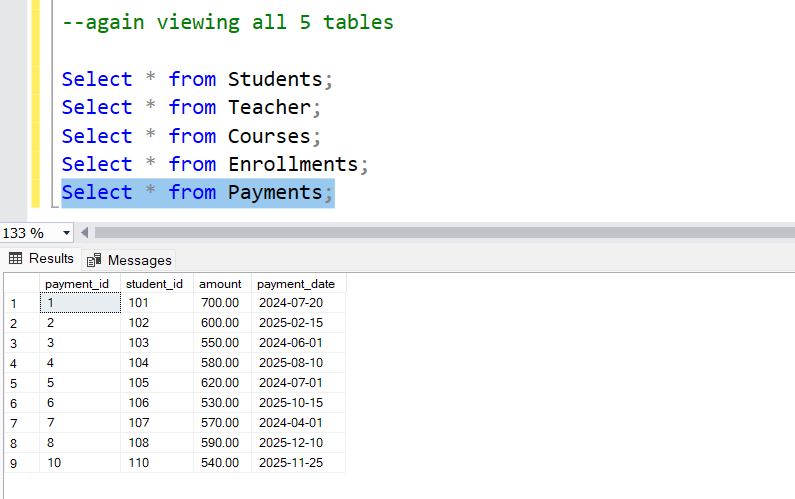 --again viewing all 5 tables
Select * from Students;
Select * from Teacher;
Select * from Courses;
Select * from Enrollments;
Select * from Payments;
133 %
Results Messages
payment_id student_id amount payment_date
1 1 101 700.00 2024-07-20
2 2 102 600.00 2025-02-15
3 3 103 550.00 2024-06-01
4 4 104 580.00 2025-08-10
5 5 105 620.00 2024-07-01
6 6 106 530.00 2025-10-15
7 7 107 570.00 2024-04-01
8 8 108 590.00 2025-12-10
9 10 110 540.00 2025-11-25